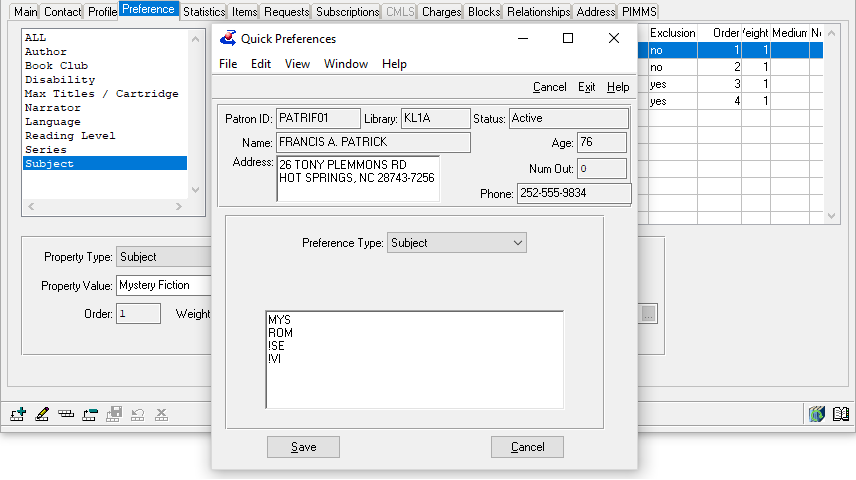 Main Contact Profile Preference Statistics Items Requests Subscriptions CMLS Charges Blocks Relationships Address PIMMS
ALL
Author
Book Club
Disability
Max Titles / Cartridge
Narrator
Language
Reading Level
Series
Subject
Property Type: Subject
Property Value: Mystery Fiction
Order: 1 Weight
Quick Preferences
File Edit View Window Help
Cancel Exit Help
Patron ID: PATRIF01 Library: KL1A Status: Active
Name: FRANCIS A. PATRICK Age: 76
Address: 26 TONY PLEMMONS RD
HOT SPRINGS, NC 28743-7256
Num Out: 0
Phone: 252-555-9834
Preference Type: Subject
MYS
ROM
!SE
!VI
Save Cancel
Exclusion Order Weight Medium
no 1 1
no 2 1
yes 3 1
yes 4 1
...